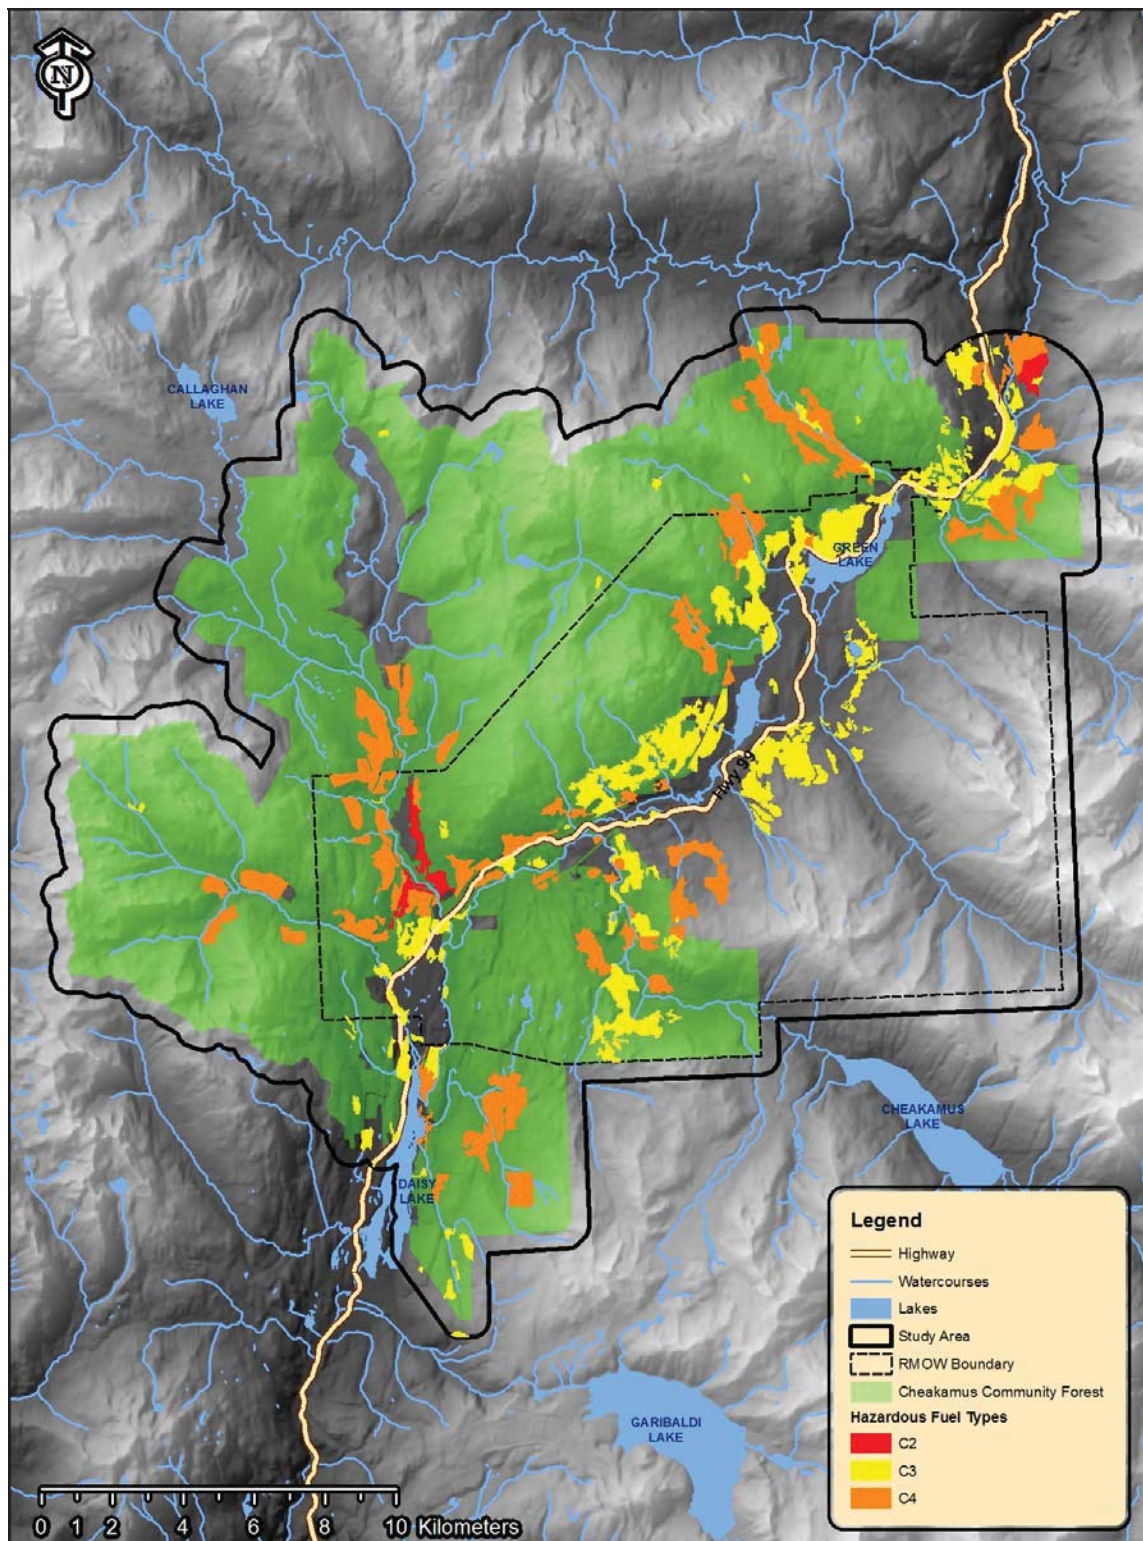 N
CALLAGHAN
LAKE
GREEN
LAKE
Hwy 99
CHEAKAMUS
LAKE
DAISY
LAKE
GARIBALDI
LAKE
Legend
Highway
Watercourses
Lakes
Study Area
RMOW Boundary
Cheakamus Community Forest
Hazardous Fuel Types
C2
C3
C4
0 1 2 4 6 8 10 Kilometers